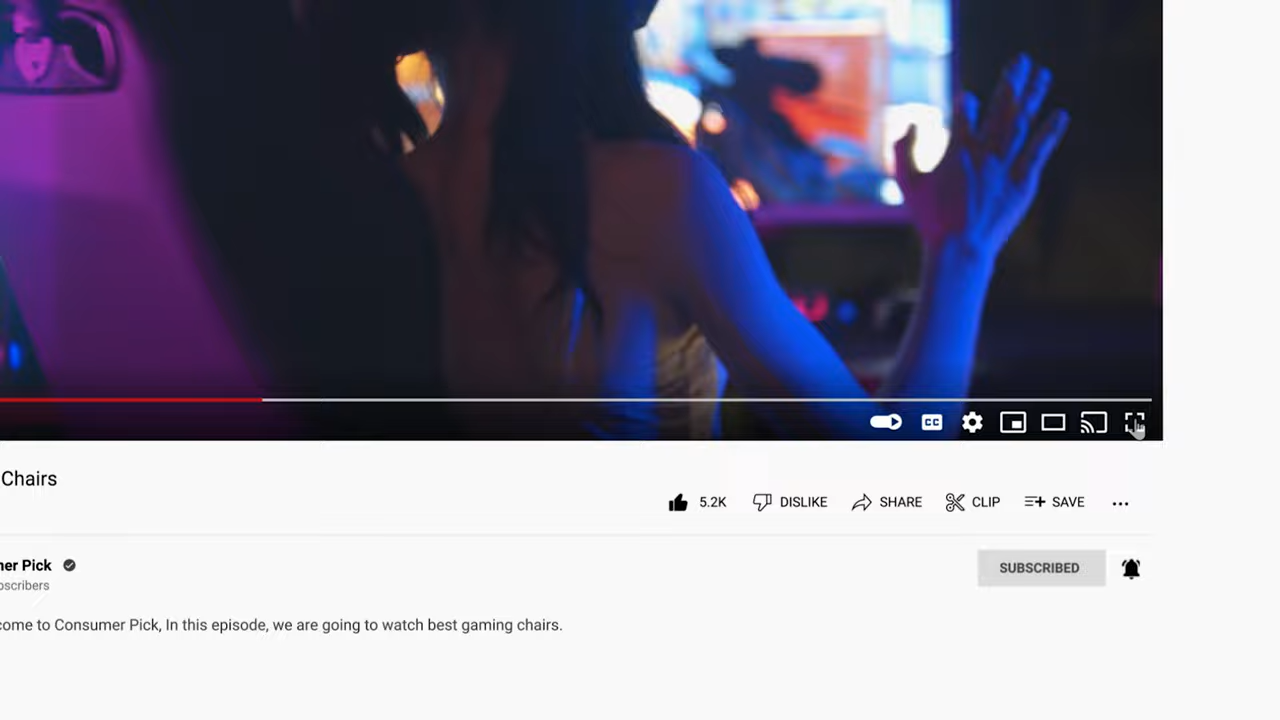 CC
Chairs
5.2K DISLIKE SHARE CLIP SAVE
ner Pick
bscribers
SUBSCRIBED
come to Consumer Pick, In this episode, we are going to watch best gaming chairs.